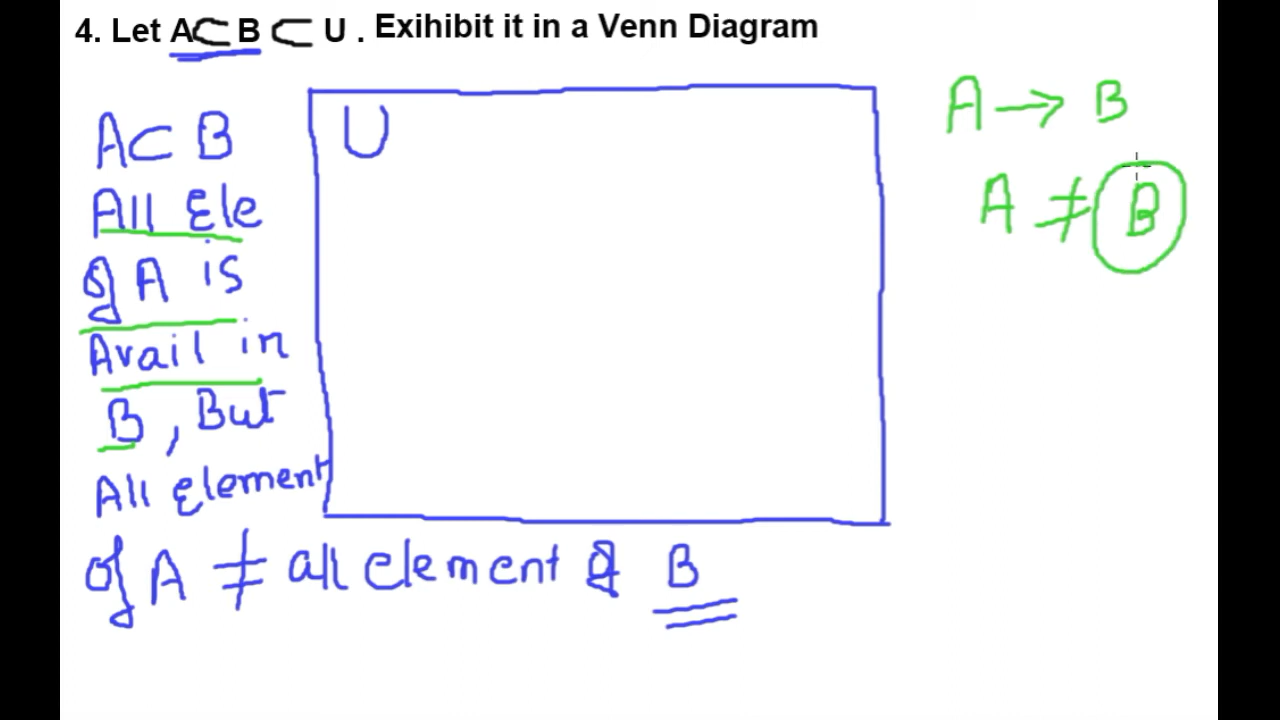 4. Let A⊂ B ⊂ U . Exihibit it in a Venn Diagram
U
A⊂ B
All Ele
of A is
Avail in
B , But
All element
of A ≠ all element of B
A → B
A ≠ B